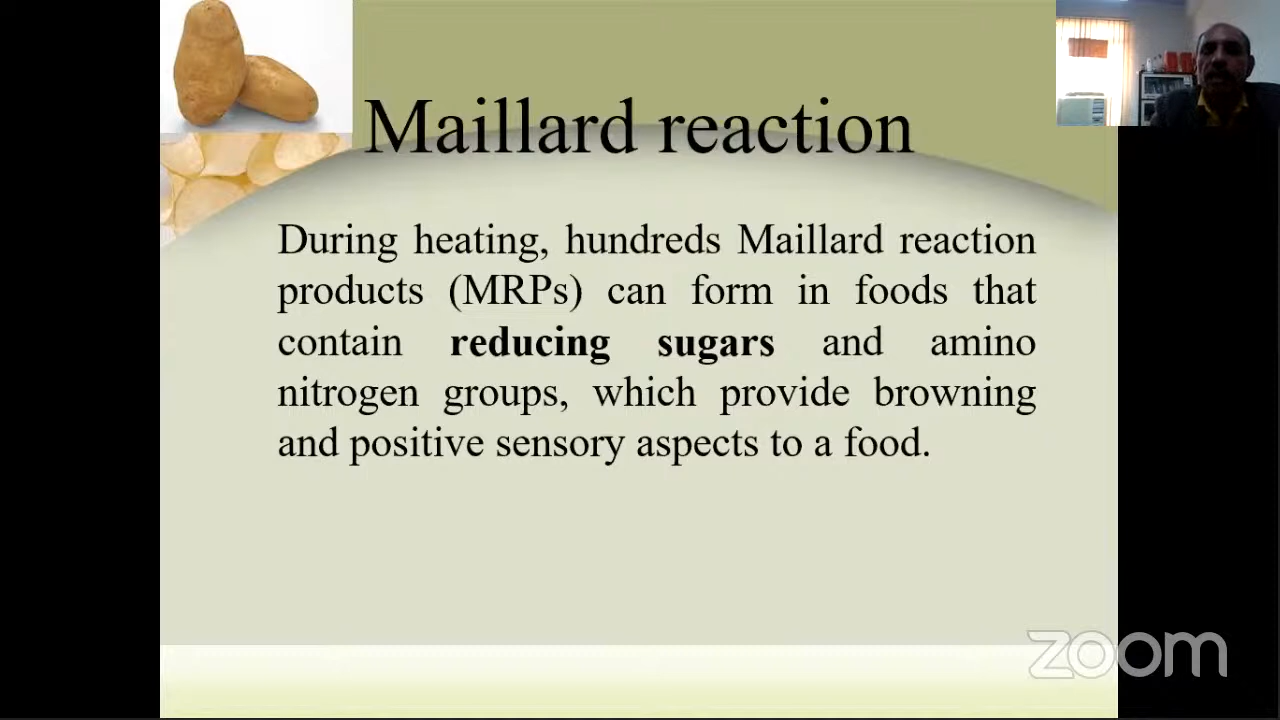 Maillard reaction
During heating, hundreds Maillard reaction
products (MRPs) can form in foods that
contain reducing sugars and amino
nitrogen groups, which provide browning
and positive sensory aspects to a food.
zoom